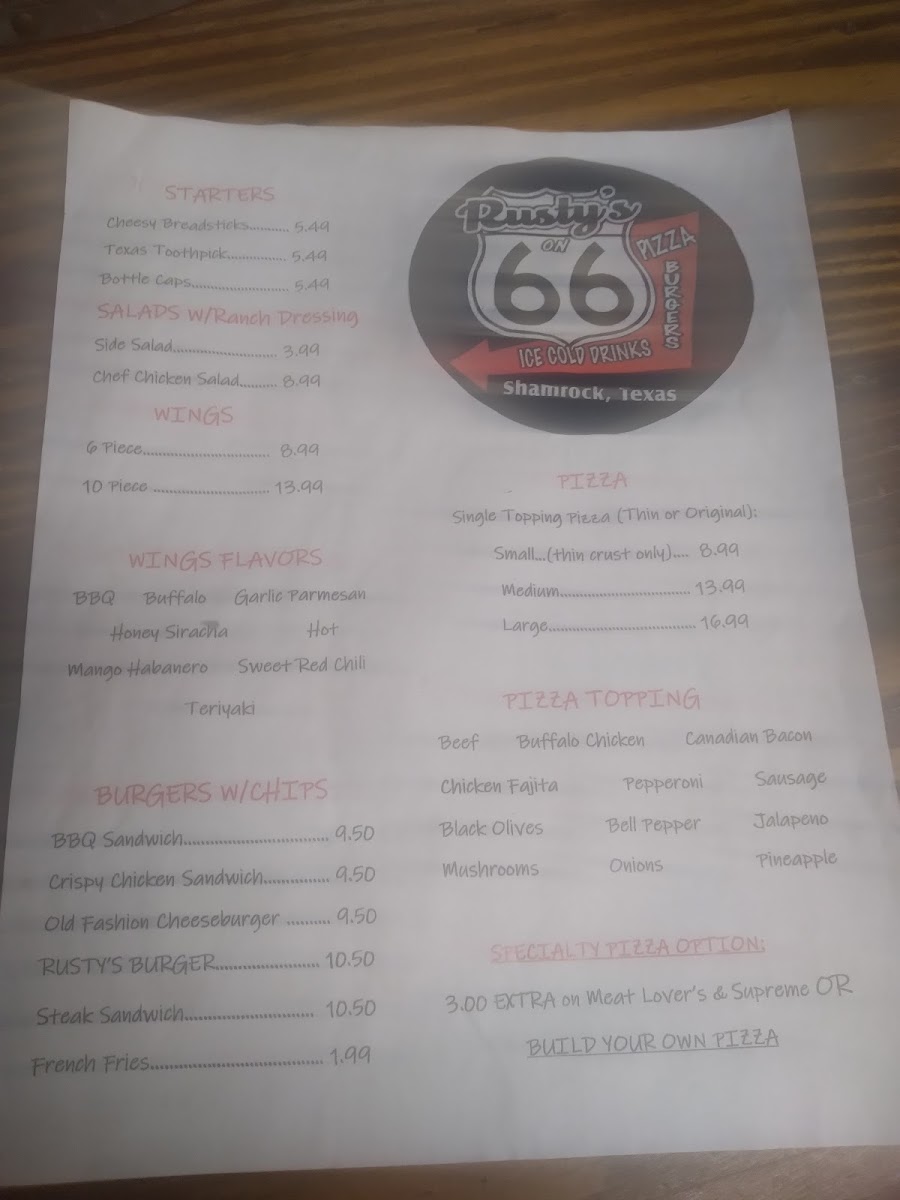 STARTERS
Cheesy Breadsticks.......... 5.49
Texas Toothpick.............. 5.49
Bottle Caps....................... 5.49
SALADS W/Ranch Dressing
Side Salad......................... 3.99
Chef Chicken Salad......... 8.99
WINGS
6 Piece.............................. 8.99
10 Piece ............................ 13.99
WINGS FLAVORS
BBQ Buffalo Garlic Parmesan
Honey Siracha Hot
Mango Habanero Sweet Red Chili
Teriyaki
BURGERS W/CHIPS
BBQ Sandwich................................ 9.50
Crispy Chicken Sandwich............... 9.50
Old Fashion Cheeseburger .......... 9.50
RUSTY'S BURGER....................... 10.50
Steak Sandwich............................ 10.50
French Fries..................................... 1.99
Rusty's
ON
66
PIZZA
BURGERS
ICE COLD DRINKS
Shamrock, Texas
PIZZA
Single Topping Pizza (Thin or Original):
Small...(thin crust only).... 8.99
Medium................................ 13.99
Large.................................... 16.99
PIZZA TOPPING
Beef Buffalo Chicken Canadian Bacon
Chicken Fajita Pepperoni Sausage
Black Olives Bell Pepper Jalapeno
Mushrooms Onions Pineapple
SPECIALTY PIZZA OPTION:
3.00 EXTRA on Meat Lover's & Supreme OR
BUILD YOUR OWN PIZZA